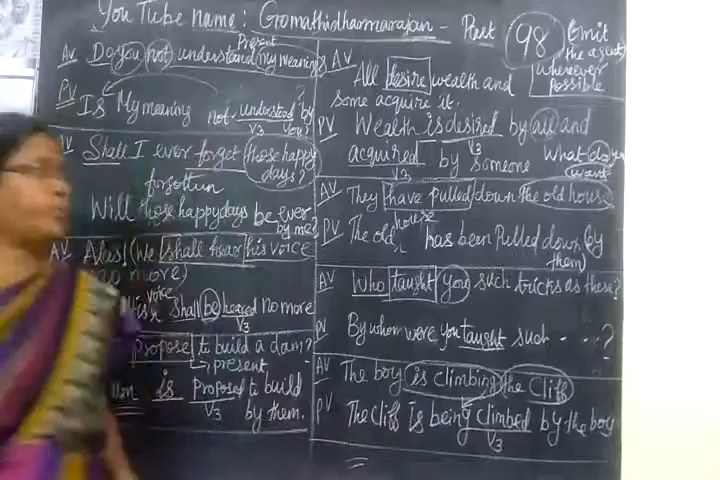 You Tube name: Gomathidharmarajan - Part 98
Omit the agent wherever possible
AV Do you not understand my meaning
Present
PV Is My meaning not understood by you?
V3
AV Shall I ever forget those happy days?
forgotten
Will those happy days be ever by me?
AV Alas! (We shall hear his voice no more)
His voice shall be heared no more
V3
propose to build a dam?
present
is proposed to build
V3
by them.
AV All desire wealth and
some acquire it.
PV Wealth is desired by all and
V3
acquired by someone
V3
What do you want
AV They have pulled down the old house
PV The old house has been pulled down (by them)
AV Who taught you such tricks as these?
PV By whom were you taught such ....?
AV The boy is climbing the cliff
PV The cliff is being climbed by the boy
V3